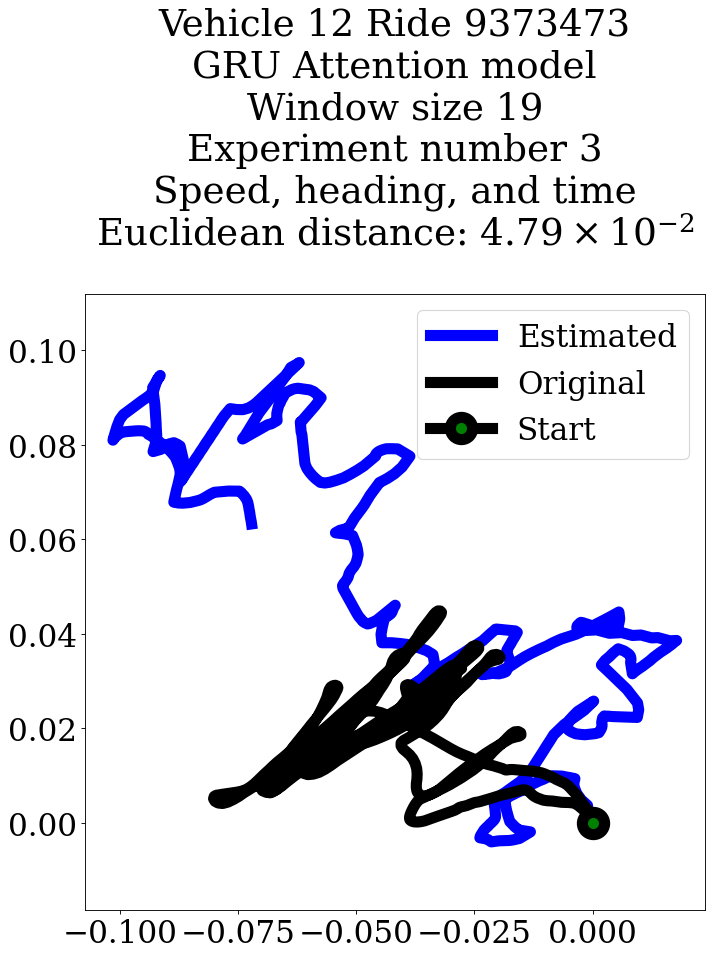 Vehicle 12 Ride 9373473
GRU Attention model
Window size 19
Experiment number 3
Speed, heading, and time
Euclidean distance: 4.79 × 10⁻²
Estimated
Original
Start
0.10
0.08
0.06
0.04
0.02
0.00
−0.100 −0.075 −0.050 −0.025 0.000